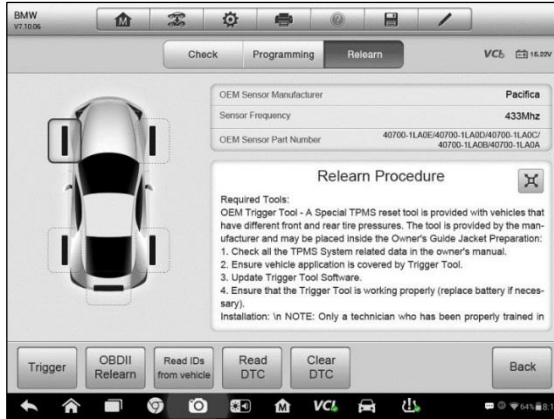 BMW
V7.10.06
Check
Programming
Relearn
VCI
OEM Sensor Manufacturer
Pacifica
Sensor Frequency
433Mhz
OEM Sensor Part Number
40700-1LA0E/40700-1LA0D/40700-1LA0C/
40700-1LA0B/40700-1LA0A
Relearn Procedure
Required Tools:
OEM Trigger Tool - A Special TPMS reset tool is provided with vehicles that
have different front and rear tire pressures. The tool is provided by the man-
ufacturer and may be placed inside the Owner's Guide Jacket Preparation:
1. Check all the TPMS System related data in the owner's manual.
2. Ensure vehicle application is covered by Trigger Tool.
3. Update Trigger Tool Software.
4. Ensure that the Trigger Tool is working properly (replace battery if neces-
sary).
Installation: \n NOTE: Only a technician who has been properly trained in
Trigger
OBDII
Relearn
Read IDs
from vehicle
Read
DTC
Clear
DTC
Back
VCI
64%